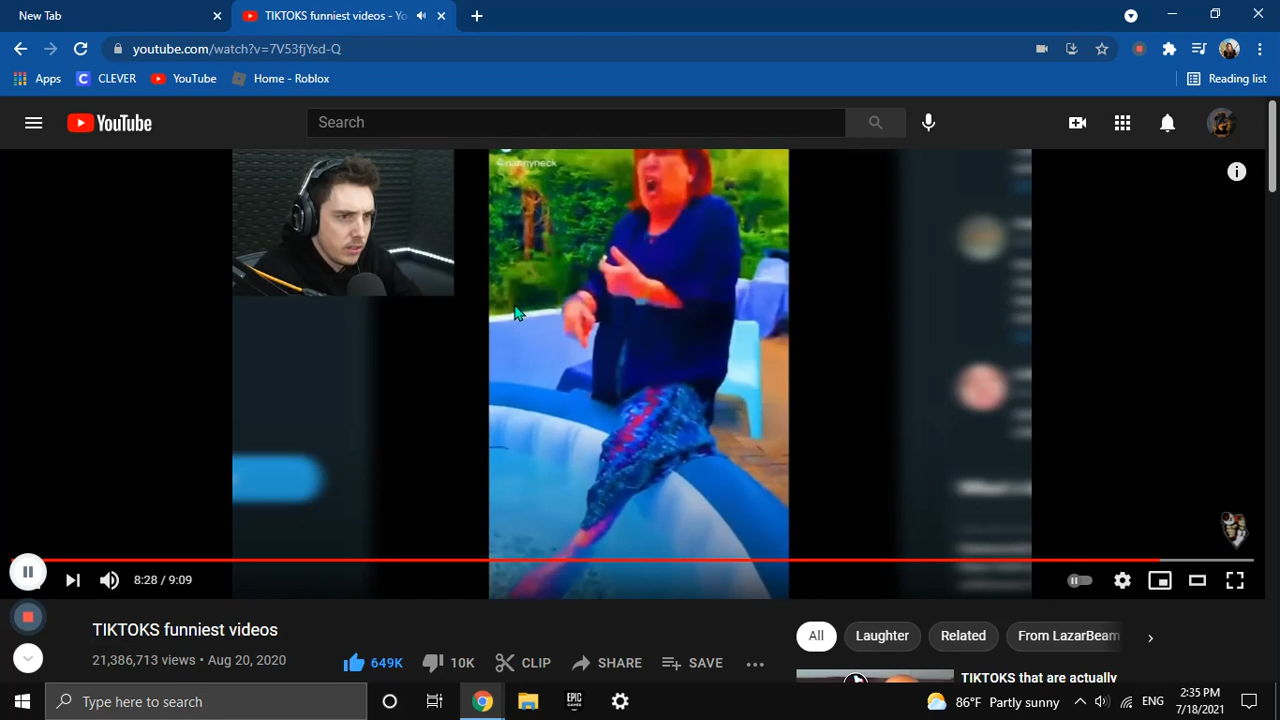 New Tab
TIKTOKS funniest videos - Yo
youtube.com/watch?v=7V53fjYsd-Q
Apps
CLEVER
YouTube
Home - Roblox
Reading list
YouTube
Search
8:28 / 9:09
TIKTOKS funniest videos
21,386,713 views • Aug 20, 2020
649K
10K
CLIP
SHARE
SAVE
All
Laughter
Related
From LazarBeam
TIKTOKS that are actually
Type here to search
86°F Partly sunny
ENG
2:35 PM
7/18/2021